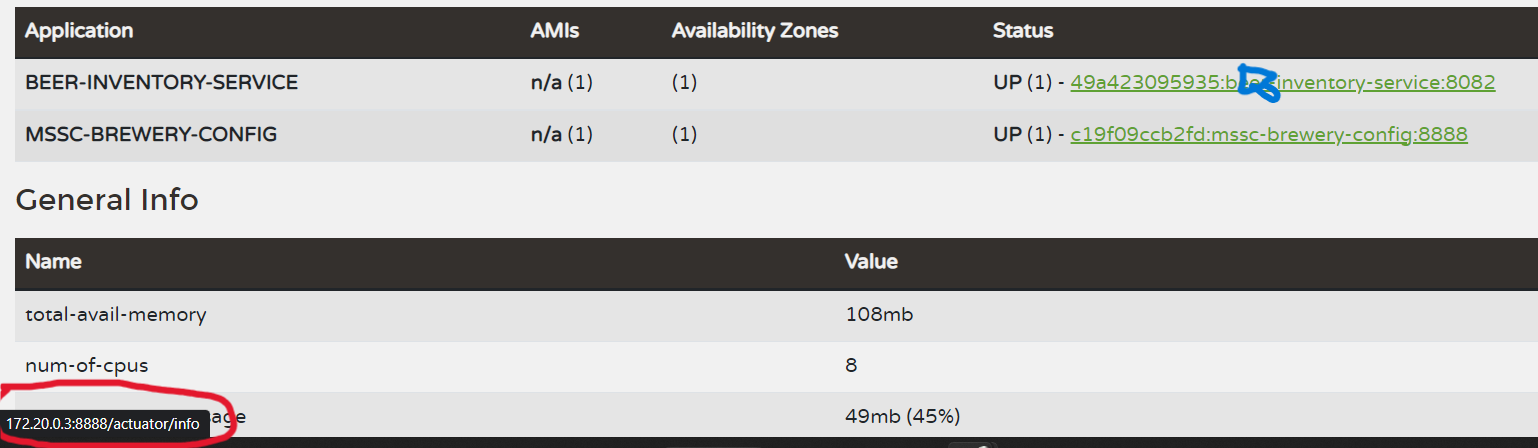 Application AMIs Availability Zones Status
BEER-INVENTORY-SERVICE n/a (1) (1) UP (1) - 49a423095935:beer-inventory-service:8082
MSSC-BREWERY-CONFIG n/a (1) (1) UP (1) - c19f09ccb2fd:mssc-brewery-config:8888
General Info
Name Value
total-avail-memory 108mb
num-of-cpus 8
172.20.0.3:8888/actuator/info 49mb (45%)